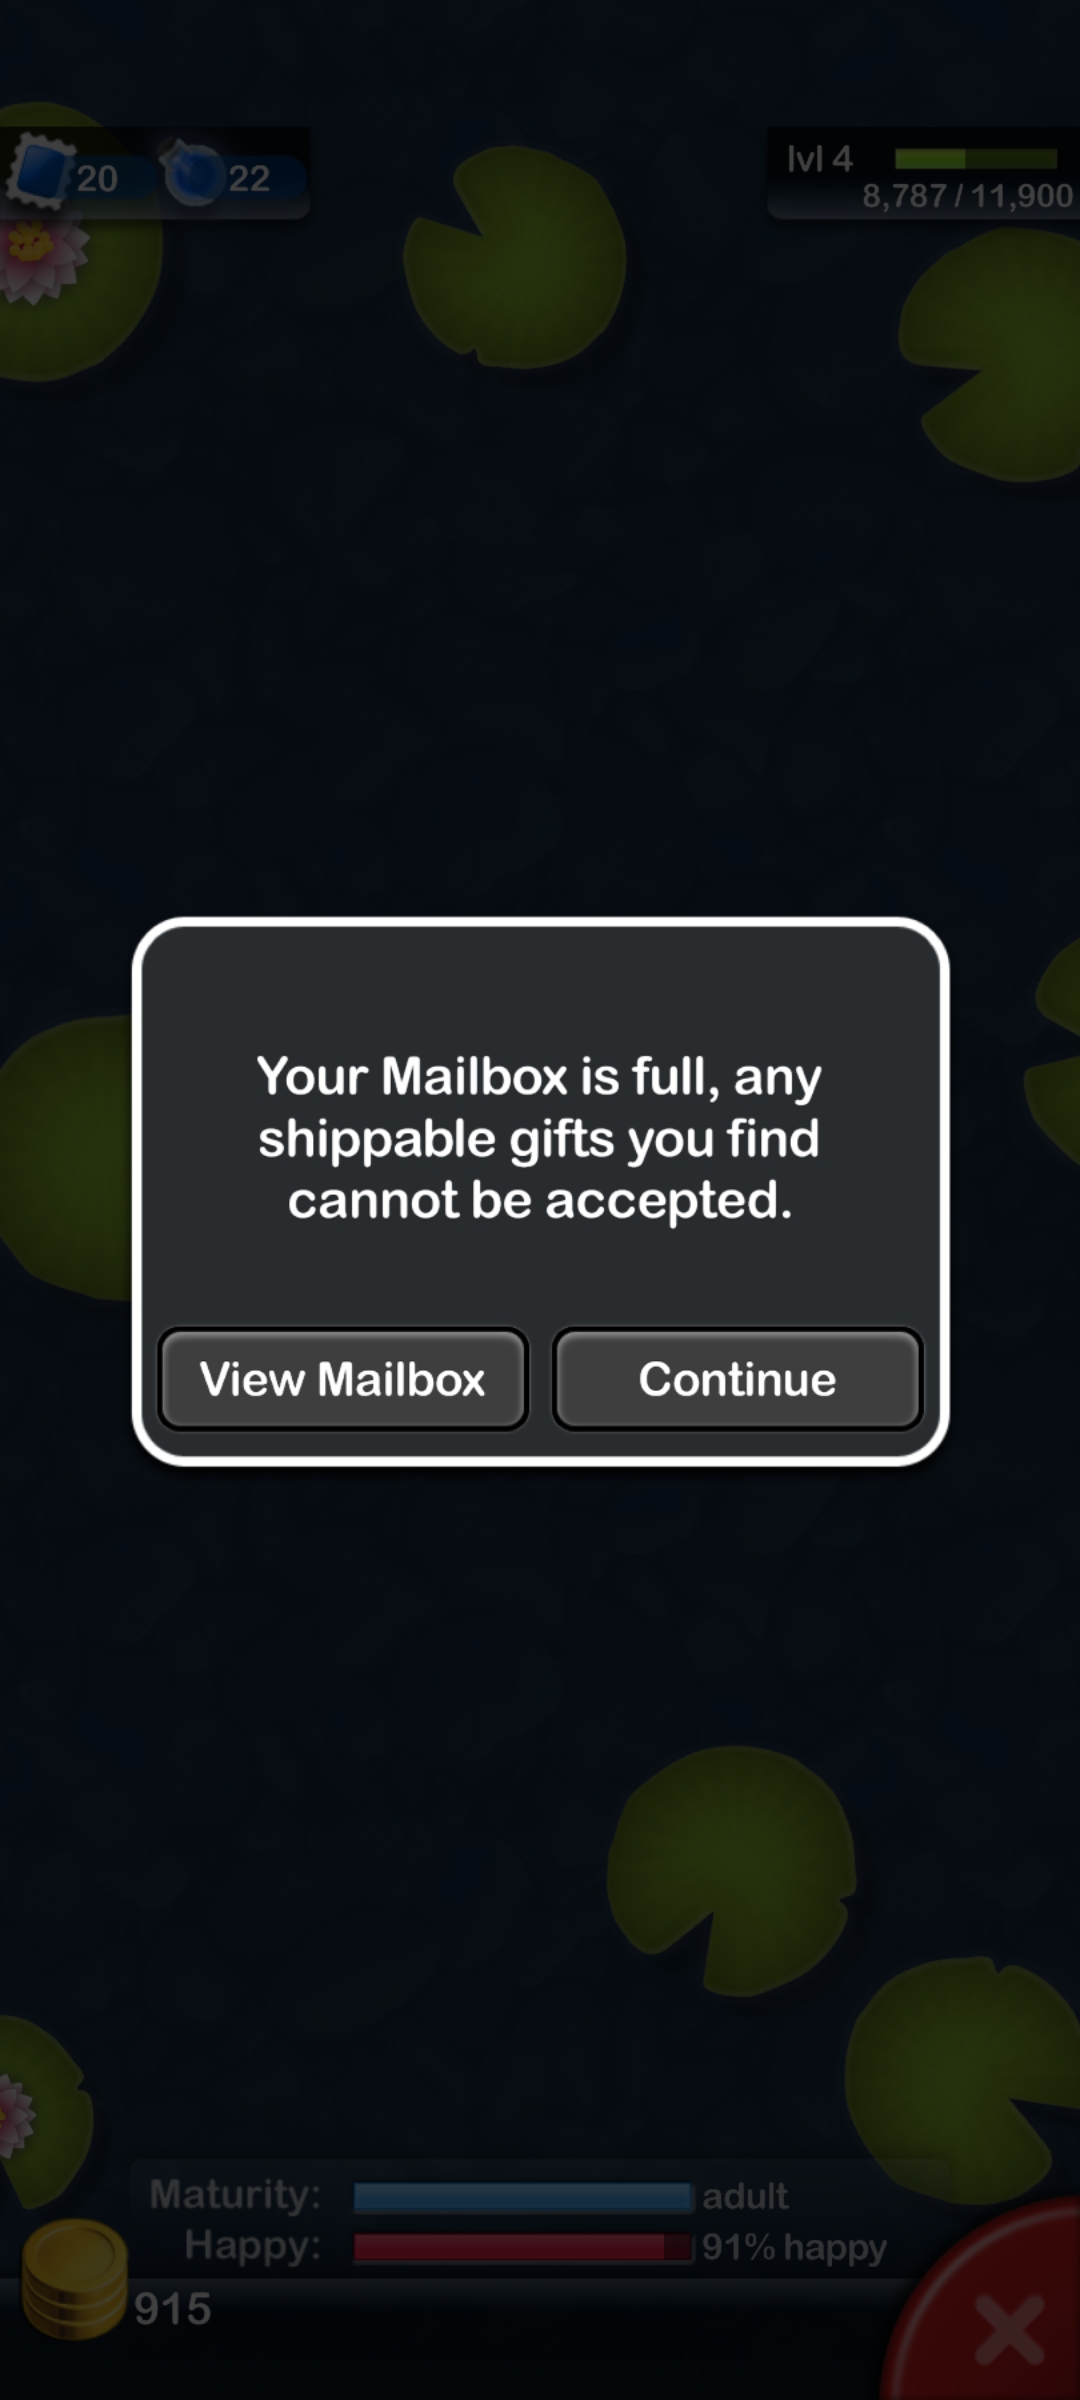 20
22
lvl 4
8,787 / 11,900
Your Mailbox is full, any
shippable gifts you find
cannot be accepted.
View Mailbox
Continue
Maturity:
adult
Happy:
91% happy
915